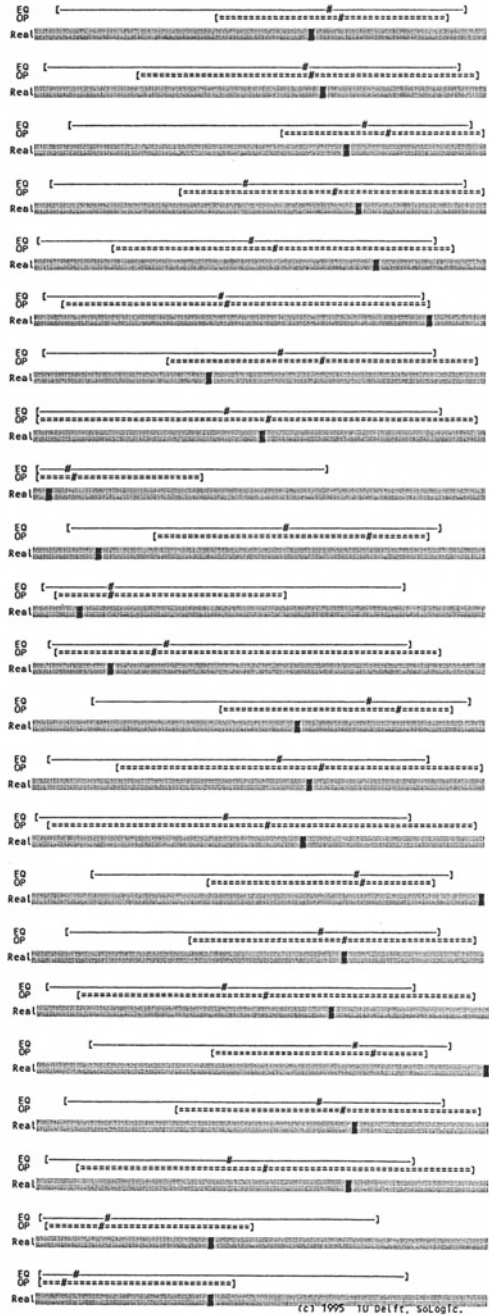 EQ [ # ]
OP [ # ]
Real
EQ [ # ]
OP [ # ]
Real
EQ [ # ]
OP [ # ]
Real
EQ [ # ]
OP [ # ]
Real
EQ [ # ]
OP [ # ]
Real
EQ [ # ]
OP [ # ]
Real
EQ [ # ]
OP [ # ]
Real
EQ [ # ]
OP [ # ]
Real
EQ [ # ]
OP [ # ]
Real
EQ [ # ]
OP [ # ]
Real
EQ [ # ]
OP [ # ]
Real
EQ [ # ]
OP [ # ]
Real
EQ [ # ]
OP [ # ]
Real
EQ [ # ]
OP [ # ]
Real
EQ [ # ]
OP [ # ]
Real
EQ [ # ]
OP [ # ]
Real
EQ [ # ]
OP [ # ]
Real
EQ [ # ]
OP [ # ]
Real
EQ [ # ]
OP [ # ]
Real
EQ [ # ]
OP [ # ]
Real
EQ [ # ]
OP [ # ]
Real
EQ [ # ]
OP [ # ]
Real
EQ [ # ]
OP [ # ]
Real
(c) 1995 TU Delft, SoLogic.